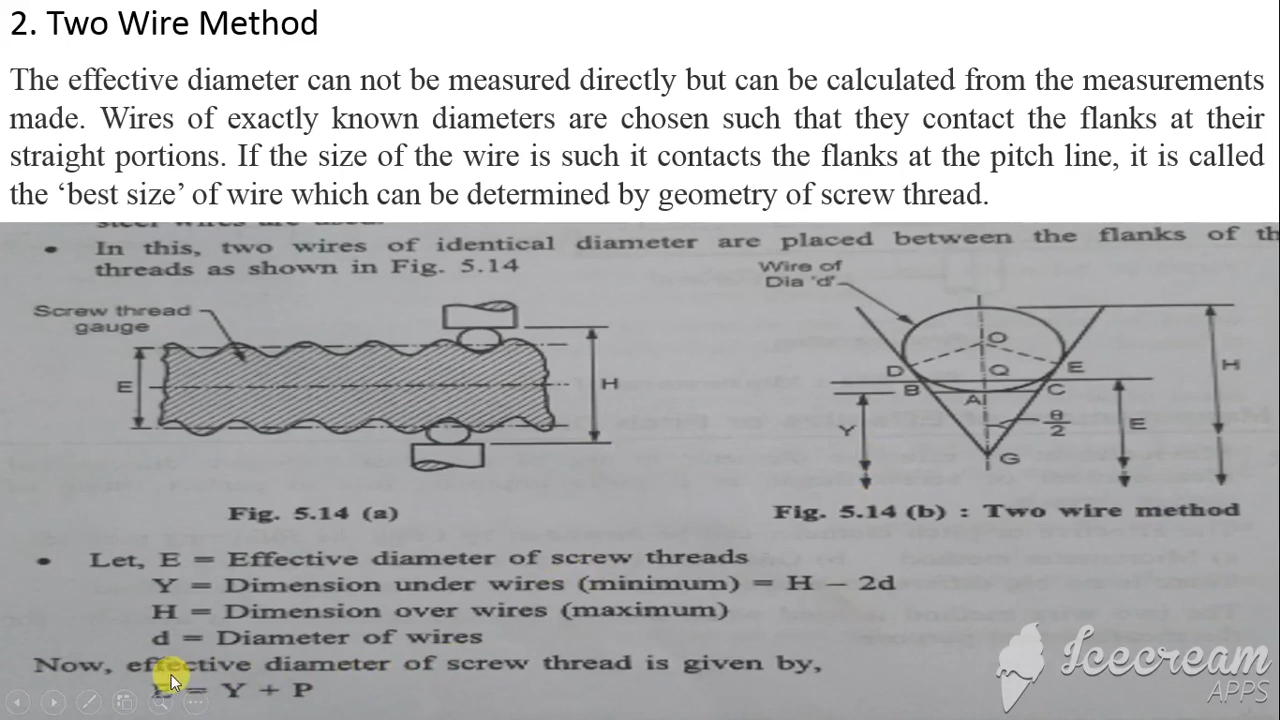 2. Two Wire Method
The effective diameter can not be measured directly but can be calculated from the measurements
made. Wires of exactly known diameters are chosen such that they contact the flanks at their
straight portions. If the size of the wire is such it contacts the flanks at the pitch line, it is called
the ‘best size’ of wire which can be determined by geometry of screw thread.
steel wires are used.
• In this, two wires of identical diameter are placed between the flanks of th
threads as shown in Fig. 5.14
Screw thread
gauge
E
H
Wire of
Dia 'd'
O
D
Q
E
B
A
C
H
Y
θ/2
E
G
Fig. 5.14 (a)
Fig. 5.14 (b) : Two wire method
• Let, E = Effective diameter of screw threads
Y = Dimension under wires (minimum) = H – 2d
H = Dimension over wires (maximum)
d = Diameter of wires
Now, effective diameter of screw thread is given by,
E = Y + P
Icecream
APPS